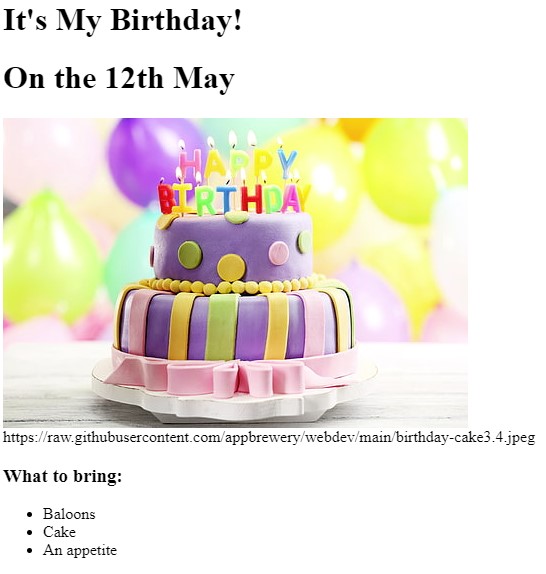 It's My Birthday!
On the 12th May
HAPPY
BIRTHDAY
https://raw.githubusercontent.com/appbrewery/webdev/main/birthday-cake3.4.jpeg
What to bring:
Baloons
Cake
An appetite